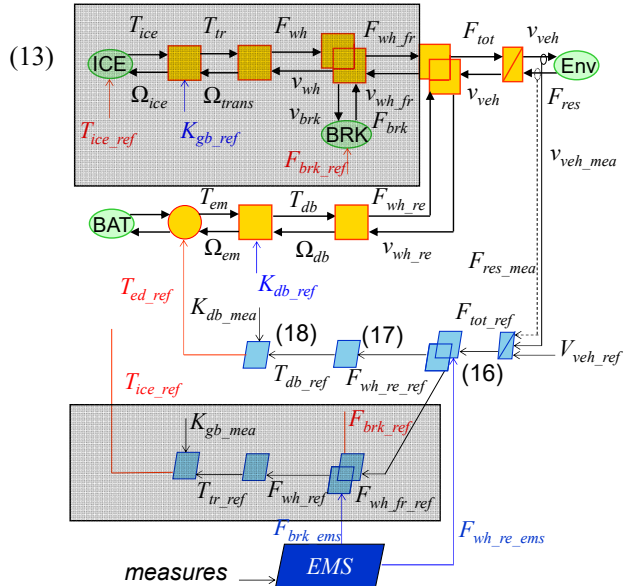 T_ice T_tr F_wh F_wh_fr F_tot v_veh
(13)
ICE Env
Ω_ice Ω_trans v_wh v_wh_fr v_veh F_res
v_brk F_brk
T_ice_ref K_gb_ref BRK
F_brk_ref v_veh_mea
T_em T_db F_wh_re
BAT
Ω_em Ω_db v_wh_re
F_res_mea
T_ed_ref K_db_ref
K_db_mea F_tot_ref
(18) (17)
V_veh_ref
T_db_ref F_wh_re_ref (16)
T_ice_ref
K_gb_mea F_brk_ref
T_tr_ref F_wh_ref F_wh_fr_ref
F_brk_ems F_wh_re_ems
EMS
measures